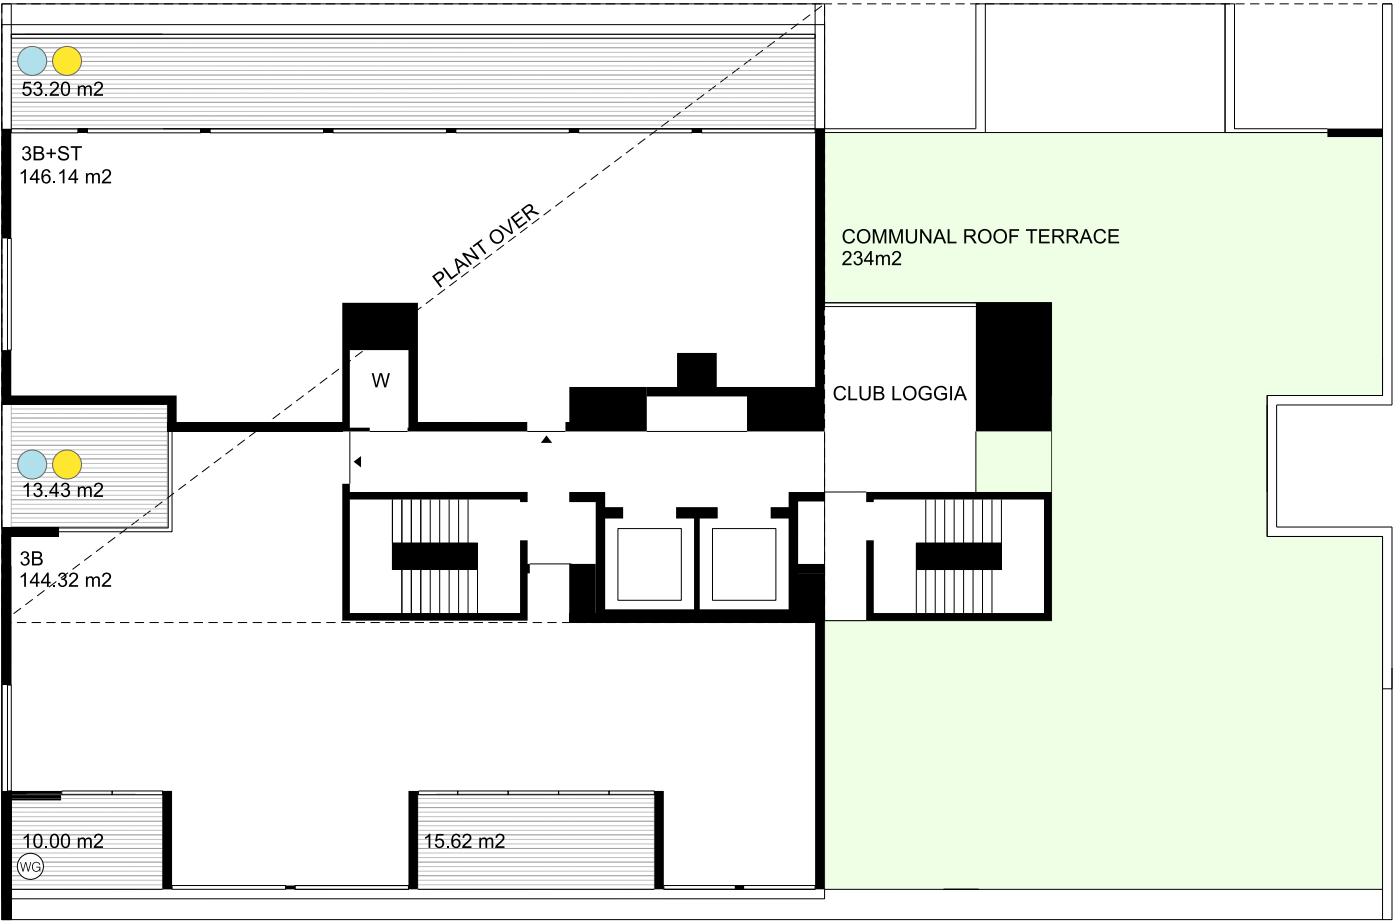 53.20 m2
3B+ST
146.14 m2
PLANT OVER
COMMUNAL ROOF TERRACE
234m2
W
CLUB LOGGIA
13.43 m2
3B
144.32 m2
10.00 m2
WG
15.62 m2